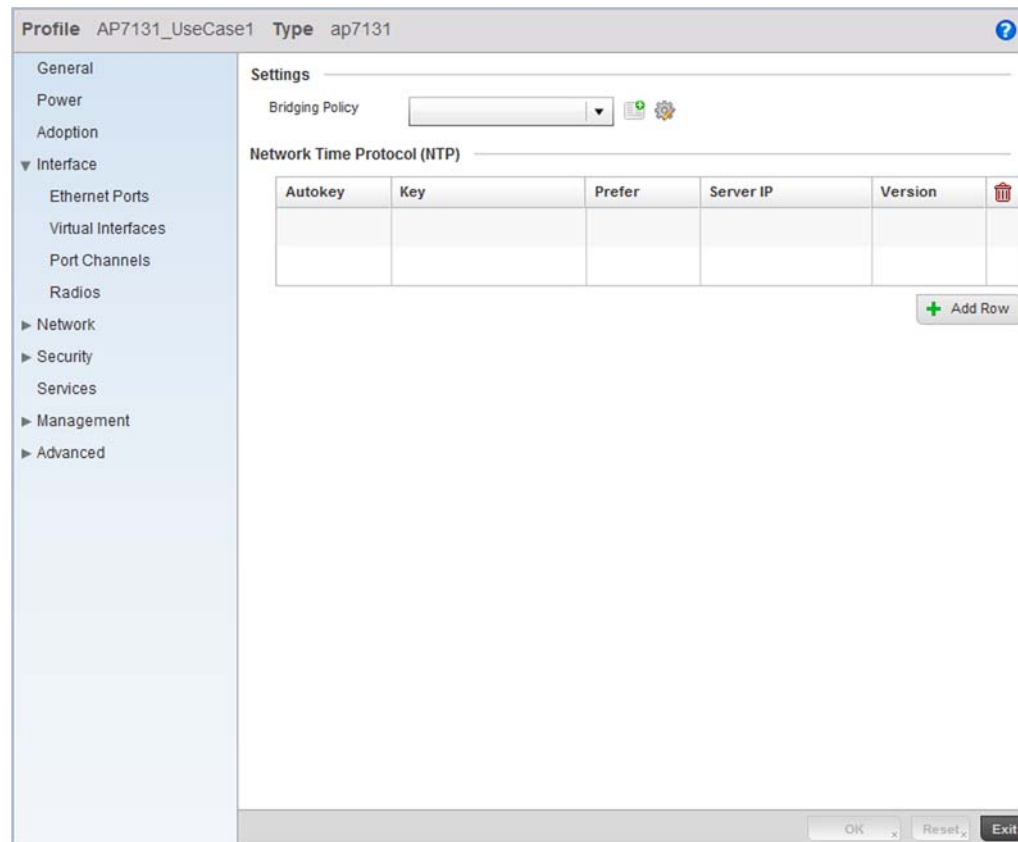 Profile AP7131_UseCase1 Type ap7131
?
General
Power
Adoption
Interface
Ethernet Ports
Virtual Interfaces
Port Channels
Radios
Network
Security
Services
Management
Advanced
Settings
Bridging Policy
Network Time Protocol (NTP)
Autokey Key Prefer Server IP Version
Add Row
OK Reset Exit